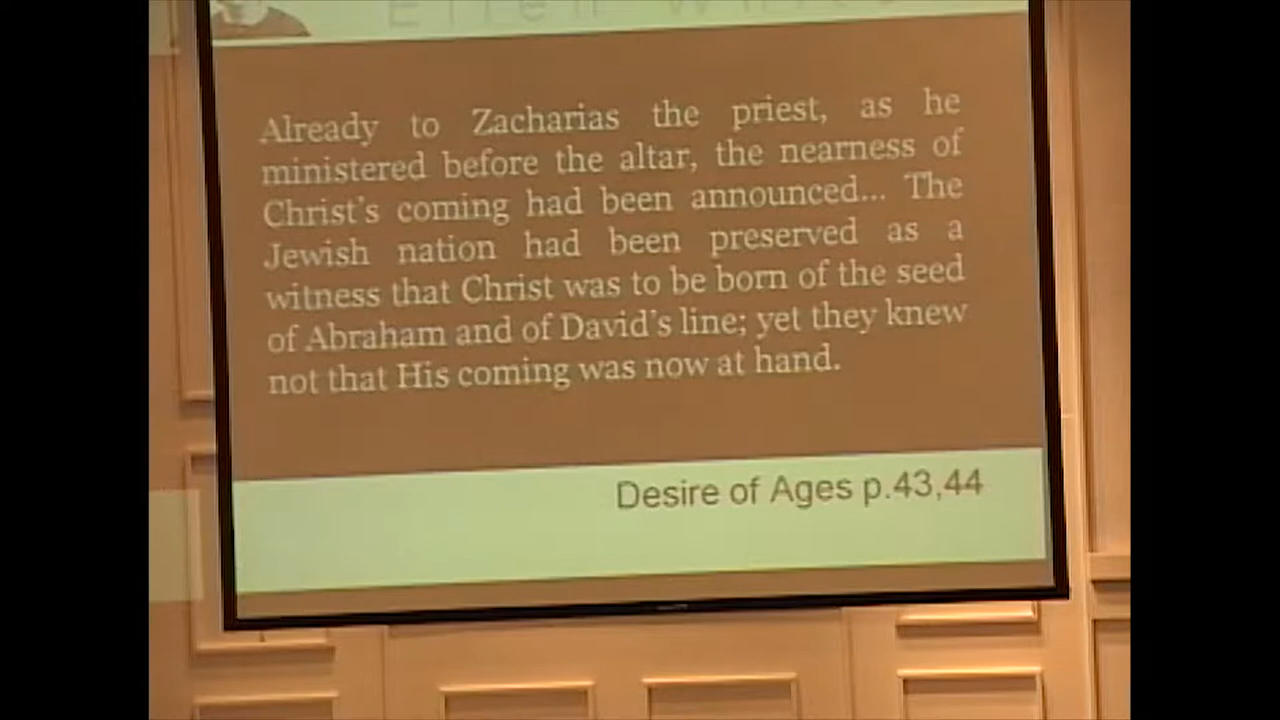 Ellen White
Already to Zacharias the priest, as he
ministered before the altar, the nearness of
Christ's coming had been announced... The
Jewish nation had been preserved as a
witness that Christ was to be born of the seed
of Abraham and of David's line; yet they knew
not that His coming was now at hand.
Desire of Ages p.43,44